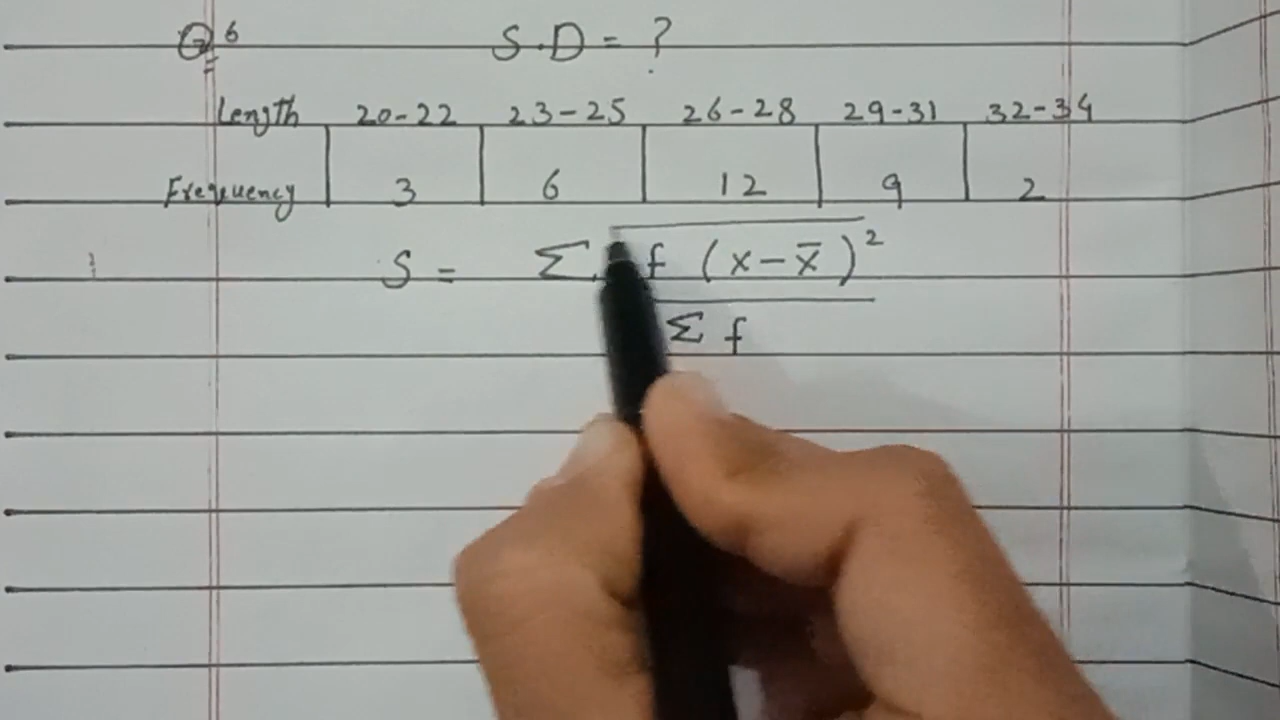 Q6 S.D = ?
Length 20-22 23-25 26-28 29-31 32-34
Frequency 3 6 12 9 2
S = Σ f (x-x̄)²
Σ f